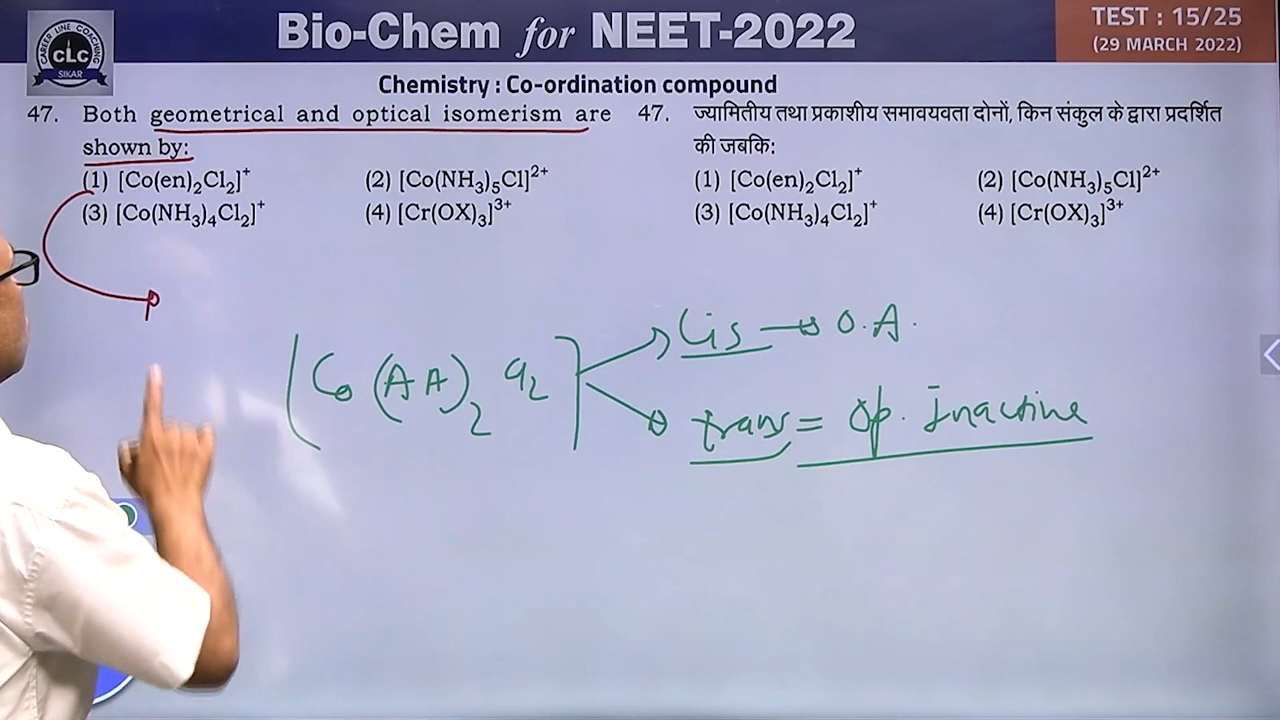 CAREER LINE COACHING
CLC
SIKAR
Bio-Chem for NEET-2022
TEST : 15/25
(29 MARCH 2022)
Chemistry : Co-ordination compound
47. Both geometrical and optical isomerism are
shown by:
(1) [Co(en)₂Cl₂]⁺ (2) [Co(NH₃)₅Cl]²⁺
(3) [Co(NH₃)₄Cl₂]⁺ (4) [Cr(OX)₃]³⁺
47. ज्यामितीय तथा प्रकाशीय समावयवता दोनों, किन संकुल के द्वारा प्रदर्शित
की जबकि:
(1) [Co(en)₂Cl₂]⁺ (2) [Co(NH₃)₅Cl]²⁺
(3) [Co(NH₃)₄Cl₂]⁺ (4) [Cr(OX)₃]³⁺
[Co (AA)₂ a₂]
Cis → O.A.
trans = Op. Inactive